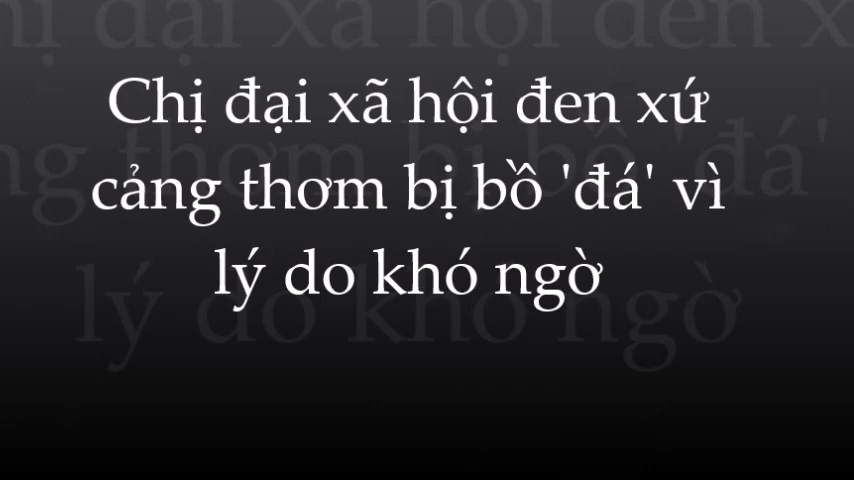 Chị đại xã hội đen xứ
cảng thơm bị bồ 'đá' vì
lý do khó ngờ